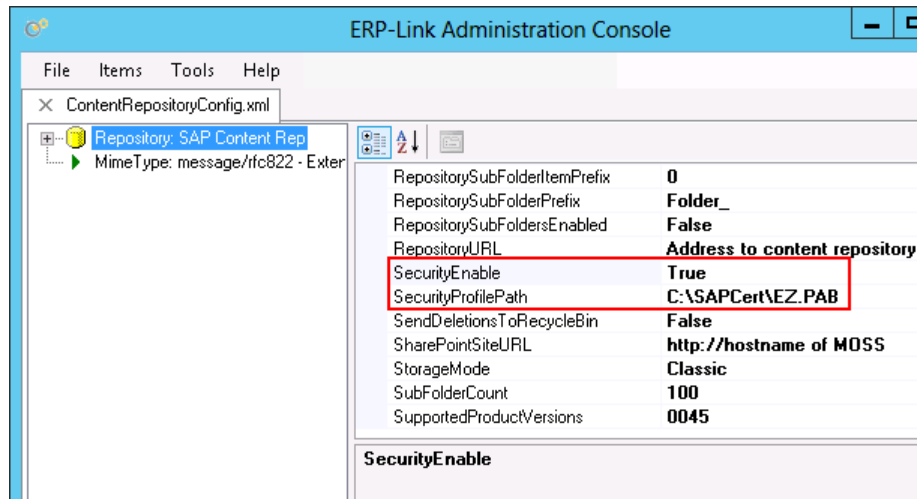 ERP-Link Administration Console
File Items Tools Help
ContentRepositoryConfig.xml
Repository: SAP Content Rep
MimeType: message/rfc822 - Exter
RepositorySubFolderItemPrefix 0
RepositorySubFolderPrefix Folder_
RepositorySubFoldersEnabled False
RepositoryURL Address to content repository
SecurityEnable True
SecurityProfilePath C:\SAPCert\EZ.PAB
SendDeletionsToRecycleBin False
SharePointSiteURL http://hostname of MOSS
StorageMode Classic
SubFolderCount 100
SupportedProductVersions 0045
SecurityEnable